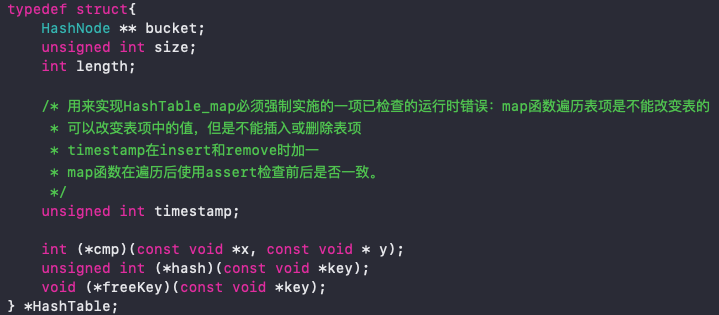 typedef struct{
HashNode ** bucket;
unsigned int size;
int length;
/* 用来实现HashTable_map必须强制实施的一项已检查的运行时错误：map函数遍历表项是不能改变表的
* 可以改变表项中的值，但是不能插入或删除表项
* timestamp在insert和remove时加一
* map函数在遍历后使用assert检查前后是否一致。
*/
unsigned int timestamp;
int (*cmp)(const void *x, const void * y);
unsigned int (*hash)(const void *key);
void (*freeKey)(const void *key);
} *HashTable;